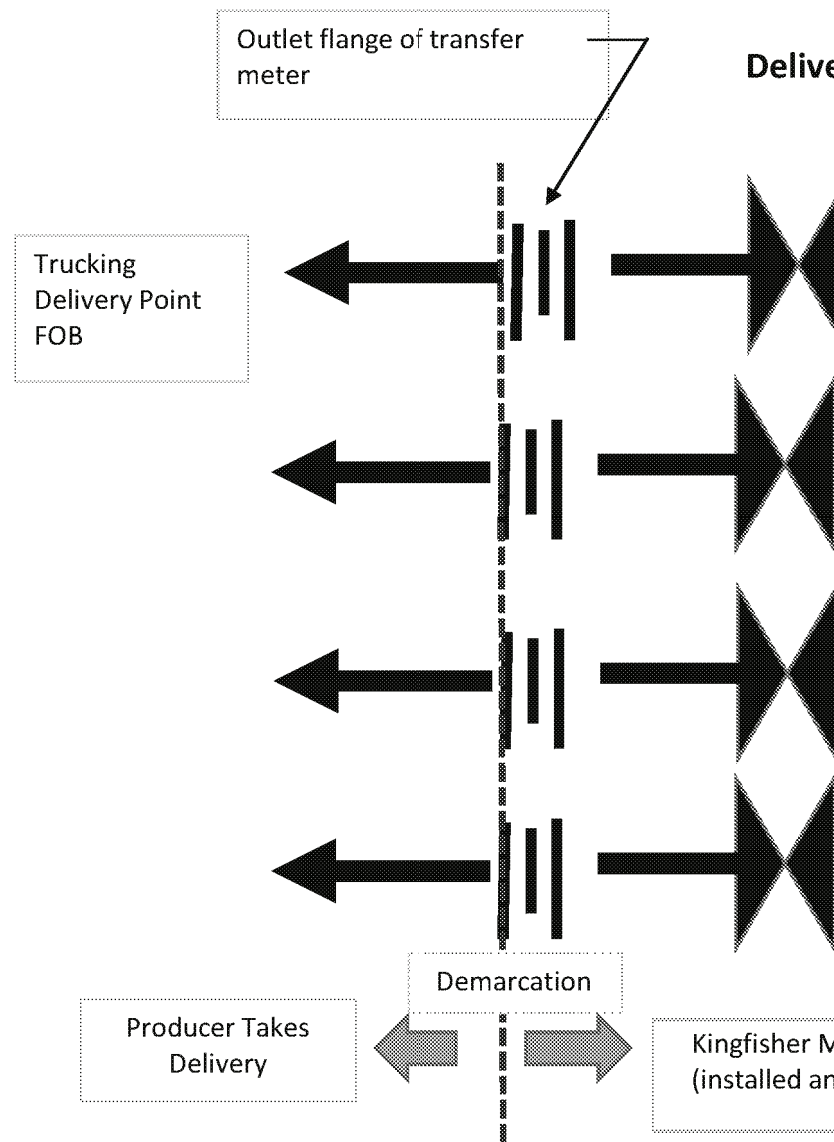 Outlet flange of transfer
meter
Trucking
Delivery Point
FOB
Demarcation
Producer Takes
Delivery